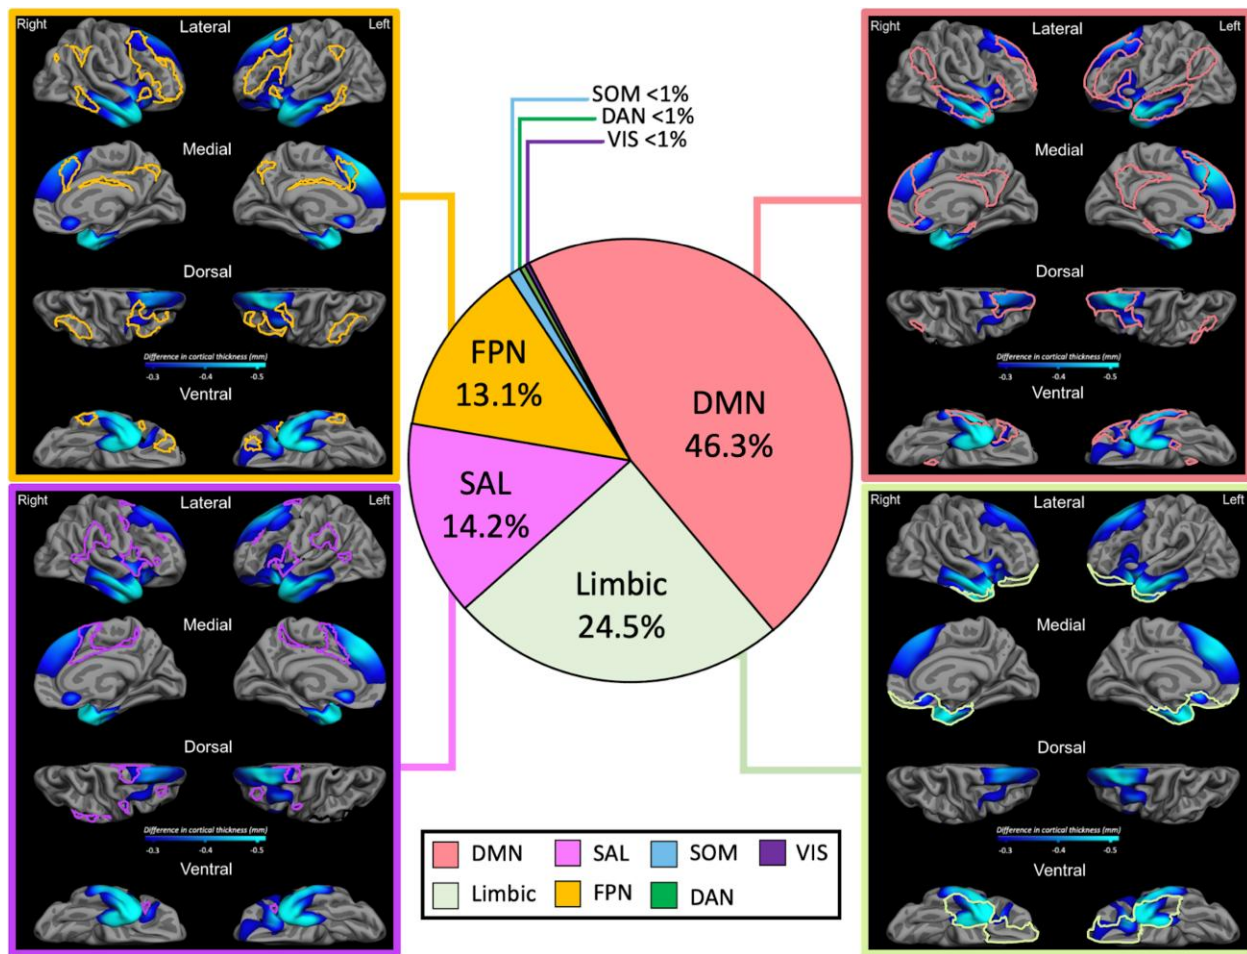 Right Lateral Left
Medial
Dorsal
Difference in cortical thickness (mm)
-0.3 -0.4 -0.5
Ventral
Right Lateral Left
Medial
Dorsal
Difference in cortical thickness (mm)
-0.3 -0.4 -0.5
Ventral
SOM <1%
DAN <1%
VIS <1%
FPN
13.1%
DMN
46.3%
SAL
14.2%
Limbic
24.5%
DMN SAL SOM VIS
Limbic FPN DAN
Right Lateral Left
Medial
Dorsal
Difference in cortical thickness (mm)
-0.3 -0.4 -0.5
Ventral
Right Lateral Left
Medial
Dorsal
Difference in cortical thickness (mm)
-0.3 -0.4 -0.5
Ventral